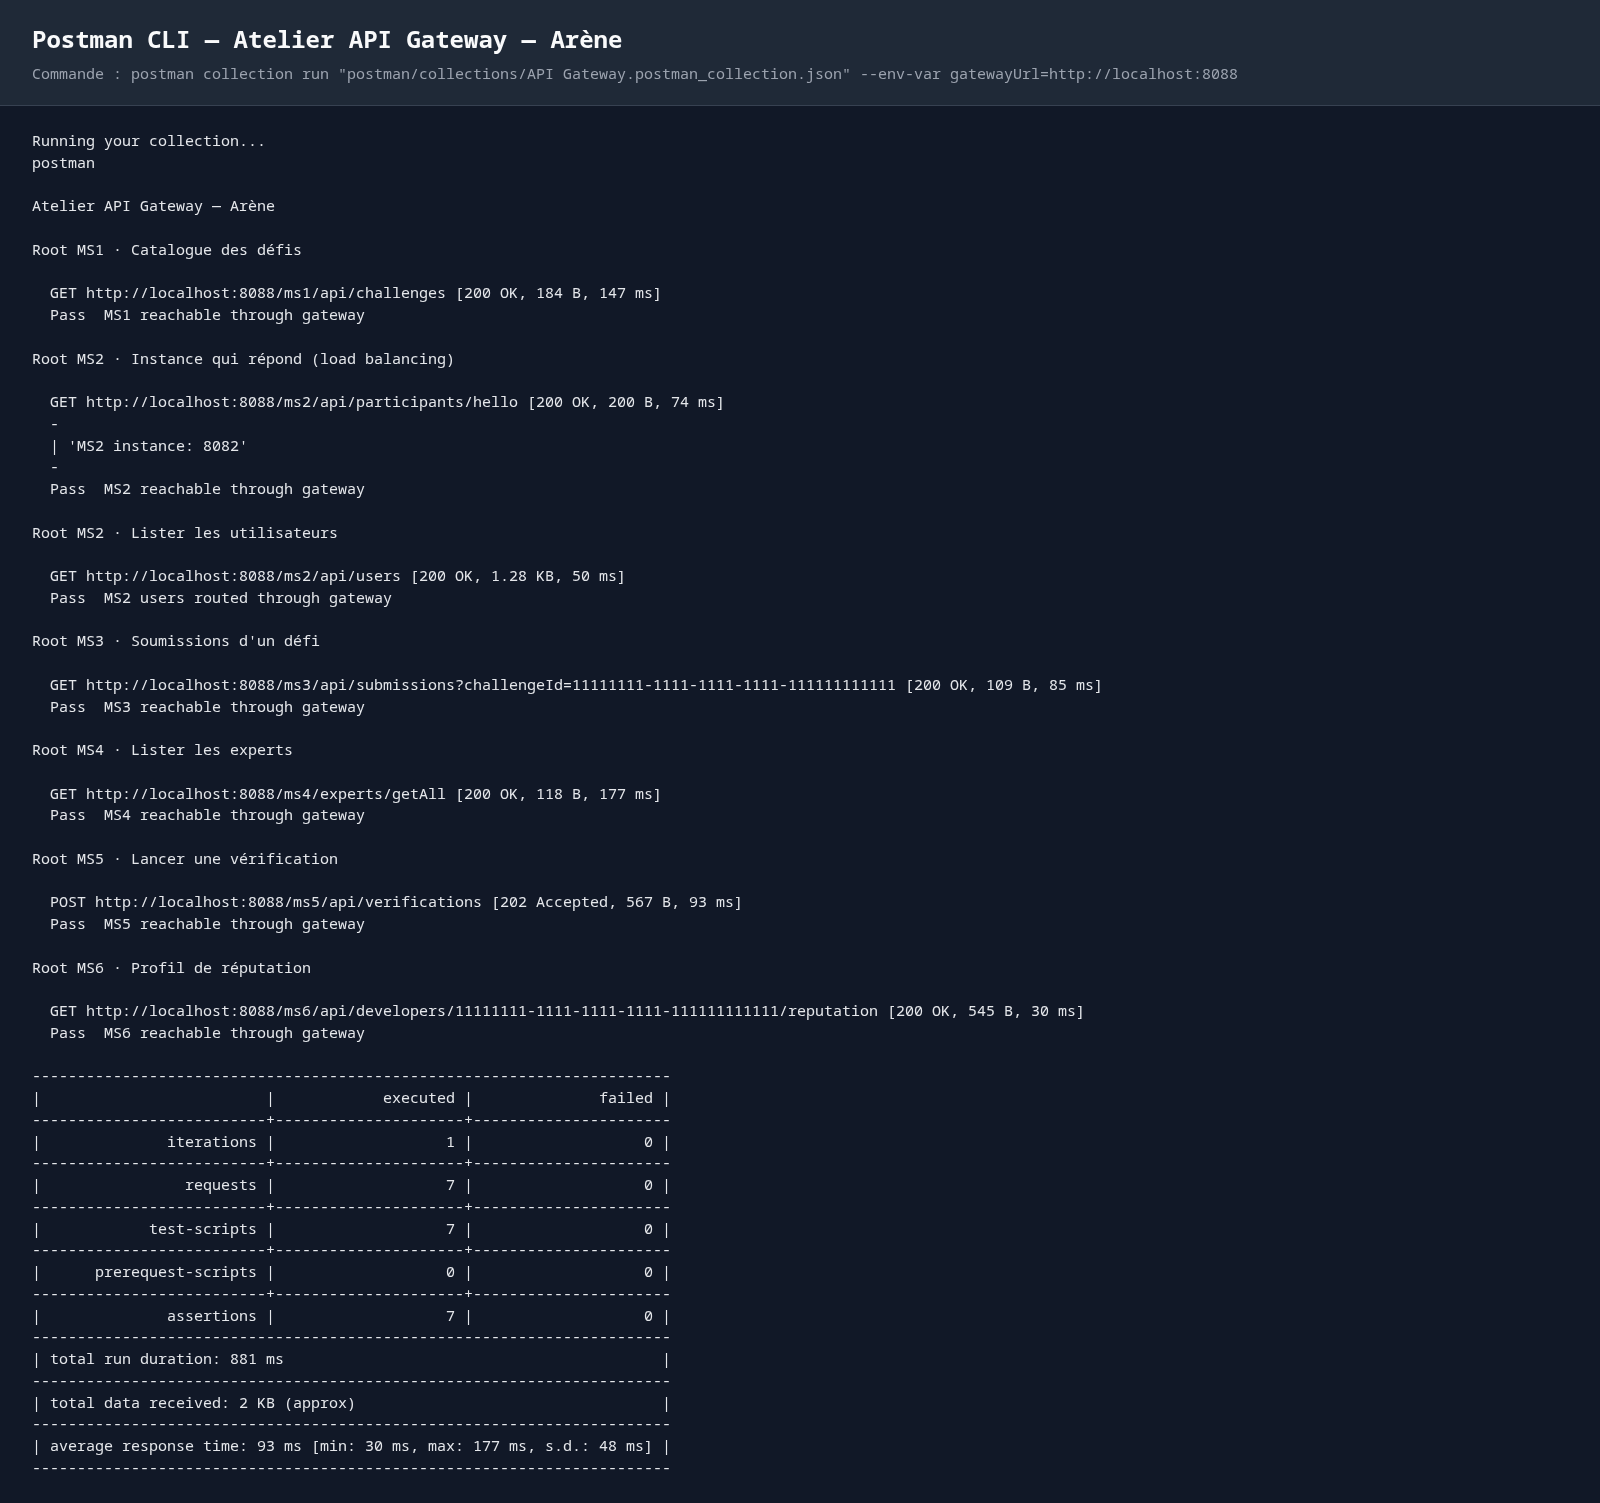 Postman CLI — Atelier API Gateway — Arène
Commande : postman collection run "postman/collections/API Gateway.postman_collection.json" --env-var gatewayUrl=http://localhost:8088
Running your collection...
postman
Atelier API Gateway — Arène
Root MS1 · Catalogue des défis
GET http://localhost:8088/ms1/api/challenges [200 OK, 184 B, 147 ms]
Pass  MS1 reachable through gateway
Root MS2 · Instance qui répond (load balancing)
GET http://localhost:8088/ms2/api/participants/hello [200 OK, 200 B, 74 ms]
-
| 'MS2 instance: 8082'
-
Pass  MS2 reachable through gateway
Root MS2 · Lister les utilisateurs
GET http://localhost:8088/ms2/api/users [200 OK, 1.28 KB, 50 ms]
Pass  MS2 users routed through gateway
Root MS3 · Soumissions d'un défi
GET http://localhost:8088/ms3/api/submissions?challengeId=11111111-1111-1111-1111-111111111111 [200 OK, 109 B, 85 ms]
Pass  MS3 reachable through gateway
Root MS4 · Lister les experts
GET http://localhost:8088/ms4/experts/getAll [200 OK, 118 B, 177 ms]
Pass  MS4 reachable through gateway
Root MS5 · Lancer une vérification
POST http://localhost:8088/ms5/api/verifications [202 Accepted, 567 B, 93 ms]
Pass  MS5 reachable through gateway
Root MS6 · Profil de réputation
GET http://localhost:8088/ms6/api/developers/11111111-1111-1111-1111-111111111111/reputation [200 OK, 545 B, 30 ms]
Pass  MS6 reachable through gateway
-----------------------------------------------------------------------
|                         |            executed |              failed |
--------------------------+---------------------+----------------------
|              iterations |                   1 |                   0 |
--------------------------+---------------------+----------------------
|                requests |                   7 |                   0 |
--------------------------+---------------------+----------------------
|            test-scripts |                   7 |                   0 |
--------------------------+---------------------+----------------------
|      prerequest-scripts |                   0 |                   0 |
--------------------------+---------------------+----------------------
|              assertions |                   7 |                   0 |
-----------------------------------------------------------------------
| total run duration: 881 ms                                          |
-----------------------------------------------------------------------
| total data received: 2 KB (approx)                                  |
-----------------------------------------------------------------------
| average response time: 93 ms [min: 30 ms, max: 177 ms, s.d.: 48 ms] |
-----------------------------------------------------------------------